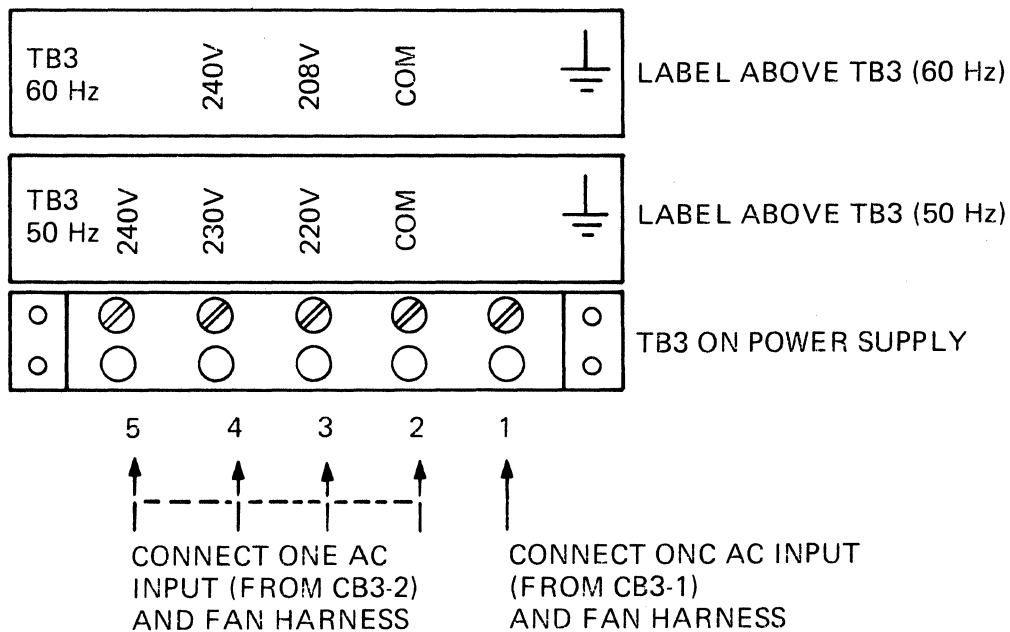 TB3
60 Hz
240V
208V
COM
LABEL ABOVE TB3 (60 Hz)
TB3
50 Hz
240V
230V
220V
COM
LABEL ABOVE TB3 (50 Hz)
TB3 ON POWER SUPPLY
5 4 3 2 1
CONNECT ONE AC
INPUT (FROM CB3-2)
AND FAN HARNESS
CONNECT ONC AC INPUT
(FROM CB3-1)
AND FAN HARNESS